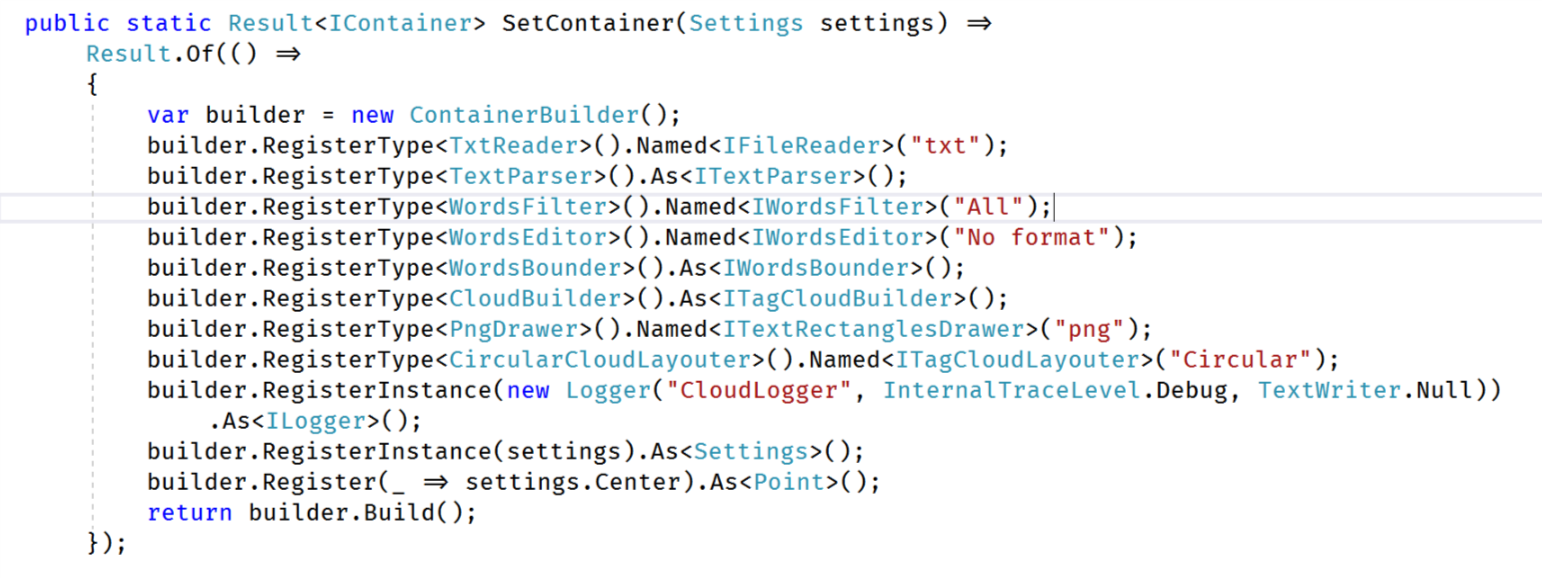 public static Result<IContainer> SetContainer(Settings settings) =>
    Result.Of(() =>
    {
        var builder = new ContainerBuilder();
        builder.RegisterType<TxtReader>().Named<IFileReader>("txt");
        builder.RegisterType<TextParser>().As<ITextParser>();
        builder.RegisterType<WordsFilter>().Named<IWordsFilter>("All");
        builder.RegisterType<WordsEditor>().Named<IWordsEditor>("No format");
        builder.RegisterType<WordsBounder>().As<IWordsBounder>();
        builder.RegisterType<CloudBuilder>().As<ITagCloudBuilder>();
        builder.RegisterType<PngDrawer>().Named<ITextRectanglesDrawer>("png");
        builder.RegisterType<CircularCloudLayouter>().Named<ITagCloudLayouter>("Circular");
        builder.RegisterInstance(new Logger("CloudLogger", InternalTraceLevel.Debug, TextWriter.Null))
            .As<ILogger>();
        builder.RegisterInstance(settings).As<Settings>();
        builder.Register(_ => settings.Center).As<Point>();
        return builder.Build();
    });